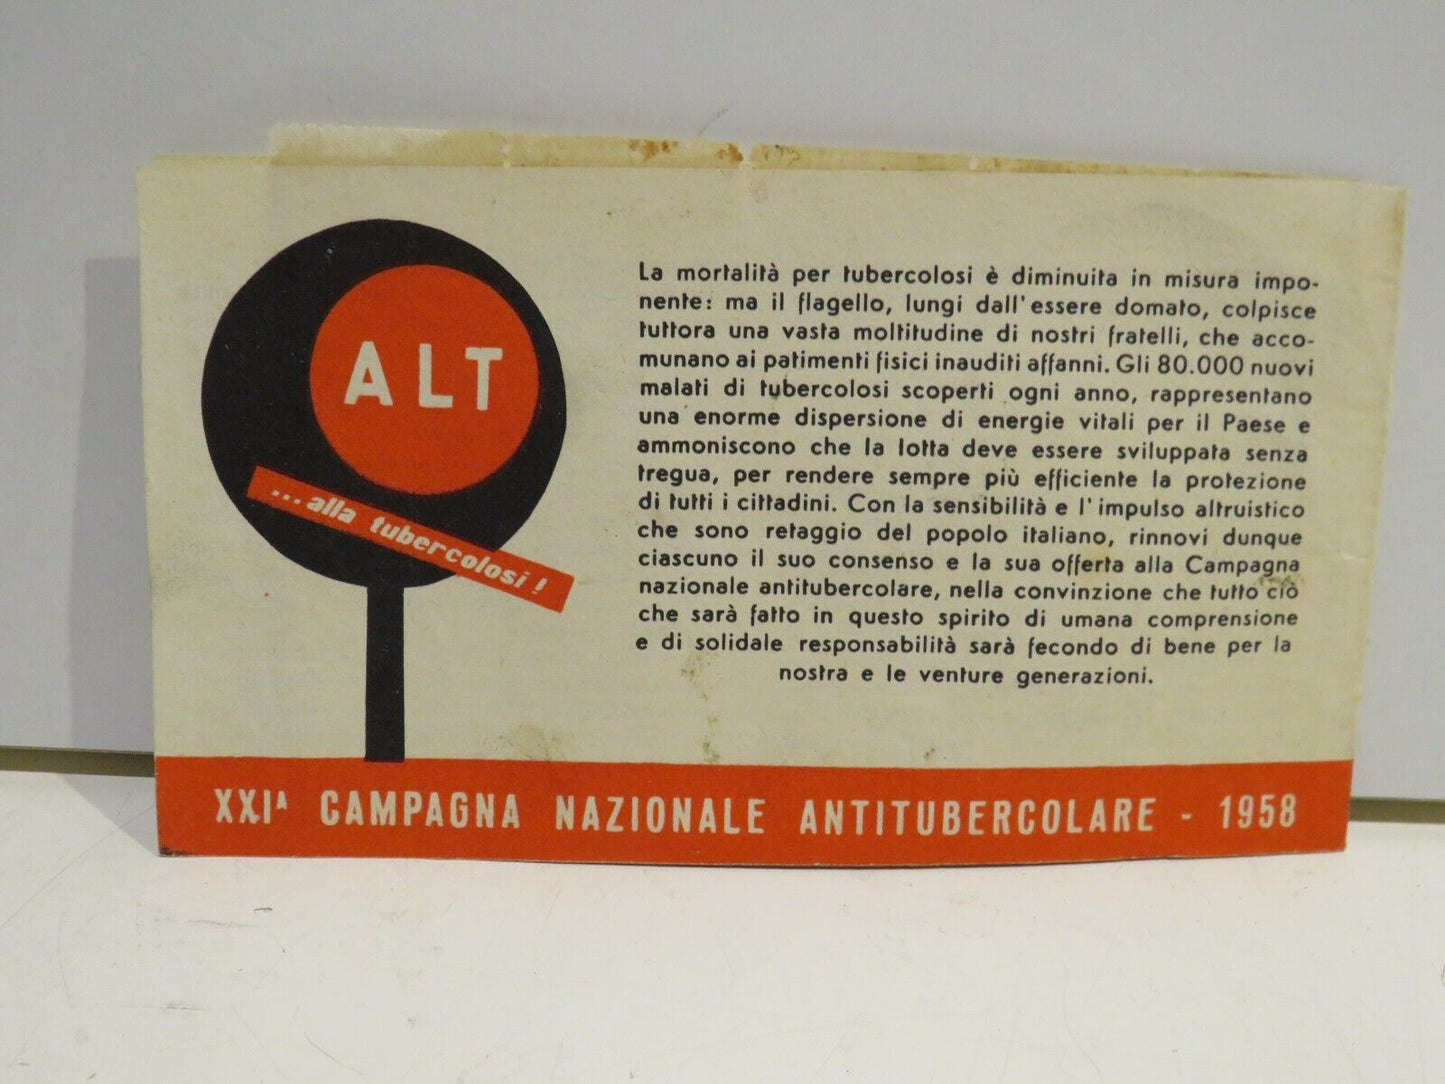 ALT
...alla tubercolosi!
La mortalità per tubercolosi è diminuita in misura impo-
nente: ma il flagello, lungi dall'essere domato, colpisce
tuttora una vasta moltitudine di nostri fratelli, che acco-
munano ai patimenti fisici inauditi affanni. Gli 80.000 nuovi
malati di tubercolosi scoperti ogni anno, rappresentano
una enorme dispersione di energie vitali per il Paese e
ammoniscono che la lotta deve essere sviluppata senza
tregua, per rendere sempre più efficiente la protezione
di tutti i cittadini. Con la sensibilità e l'impulso altruistico
che sono retaggio del popolo italiano, rinnovi dunque
ciascuno il suo consenso e la sua offerta alla Campagna
nazionale antitubercolare, nella convinzione che tutto ciò
che sarà fatto in questo spirito di umana comprensione
e di solidale responsabilità sarà fecondo di bene per la
nostra e le venture generazioni.
XXIᴬ CAMPAGNA NAZIONALE ANTITUBERCOLARE - 1958